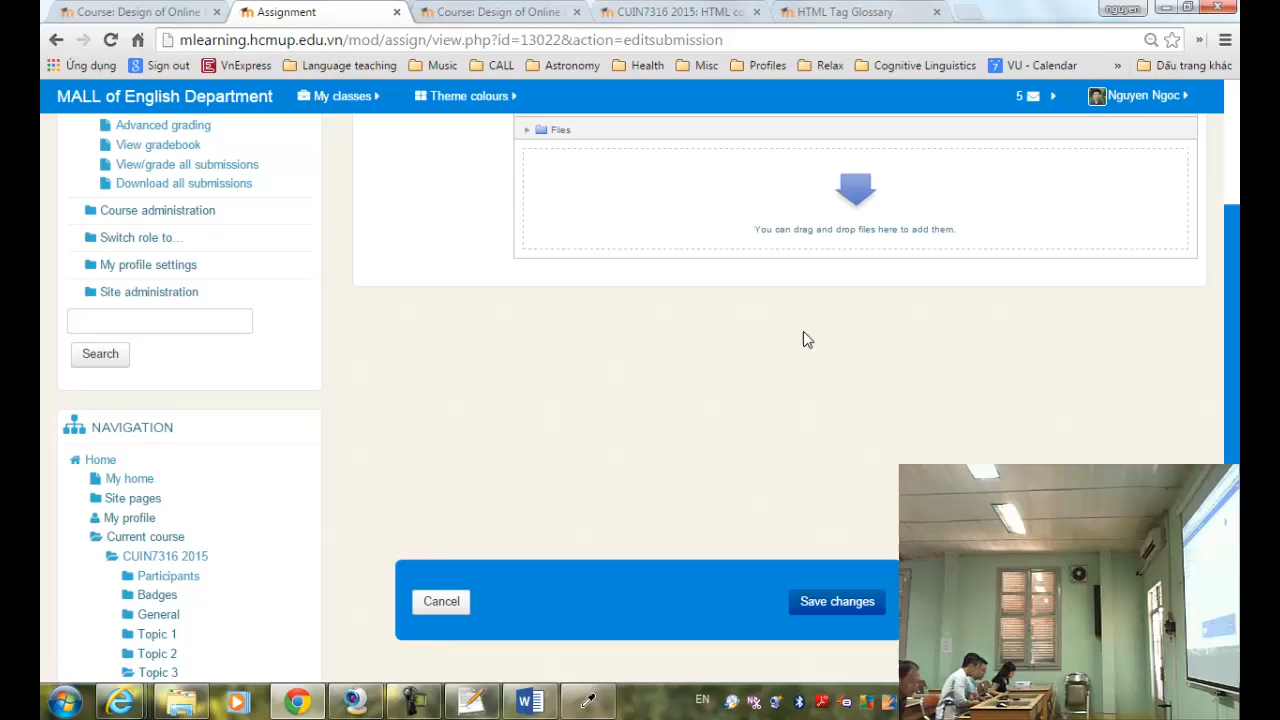 Course: Design of Online
Assignment
Course: Design of Online
CUIN7316 2015: HTML co
HTML Tag Glossary
nguyen
mlearning.hcmup.edu.vn/mod/assign/view.php?id=13022&action=editsubmission
Ứng dụng
Sign out
VnExpress
Language teaching
Music
CALL
Astronomy
Health
Misc
Profiles
Relax
Cognitive Linguistics
7 VU - Calendar
»
Dấu trang khác
MALL of English Department
My classes
Theme colours
5
Nguyen Ngoc
Advanced grading
View gradebook
View/grade all submissions
Download all submissions
Course administration
Switch role to...
My profile settings
Site administration
Search
NAVIGATION
Home
My home
Site pages
My profile
Current course
CUIN7316 2015
Participants
Badges
General
Topic 1
Topic 2
Topic 3
Files
You can drag and drop files here to add them.
Cancel
Save changes
EN